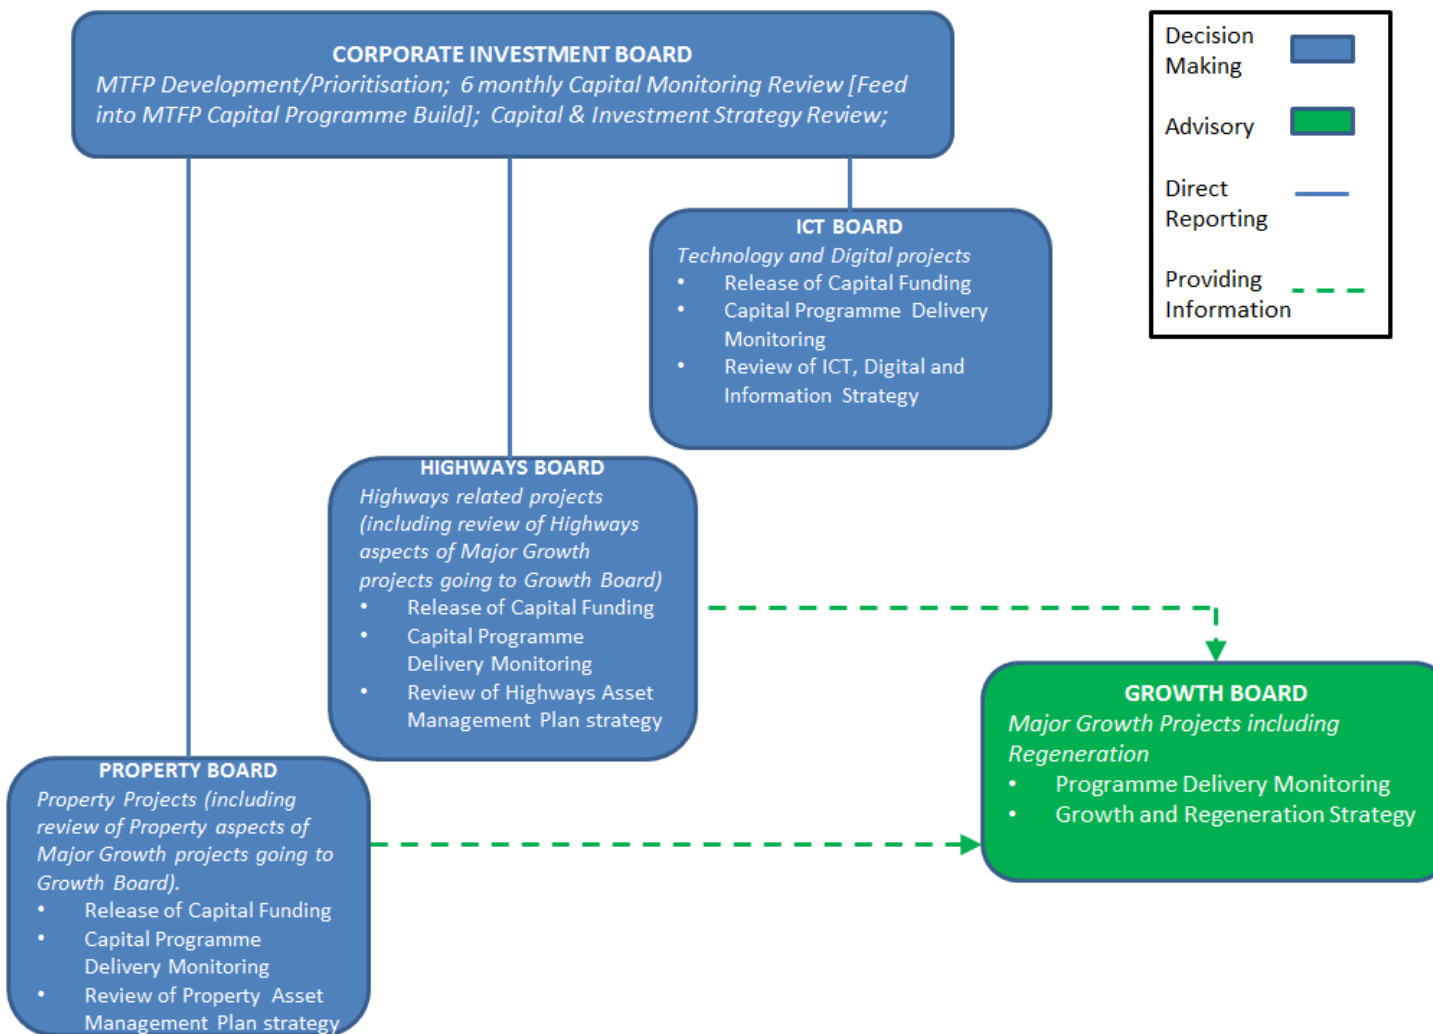 CORPORATE INVESTMENT BOARD
MTFP Development/Prioritisation; 6 monthly Capital Monitoring Review [Feed
into MTFP Capital Programme Build]; Capital & Investment Strategy Review;
Decision
Making
Advisory
Direct
Reporting
Providing
Information
ICT BOARD
Technology and Digital projects
• Release of Capital Funding
• Capital Programme Delivery
Monitoring
• Review of ICT, Digital and
Information Strategy
HIGHWAYS BOARD
Highways related projects
(including review of Highways
aspects of Major Growth
projects going to Growth Board)
• Release of Capital Funding
• Capital Programme
Delivery Monitoring
• Review of Highways Asset
Management Plan strategy
GROWTH BOARD
Major Growth Projects including
Regeneration
• Programme Delivery Monitoring
• Growth and Regeneration Strategy
PROPERTY BOARD
Property Projects (including
review of Property aspects of
Major Growth projects going to
Growth Board).
• Release of Capital Funding
• Capital Programme
Delivery Monitoring
• Review of Property Asset
Management Plan strategy